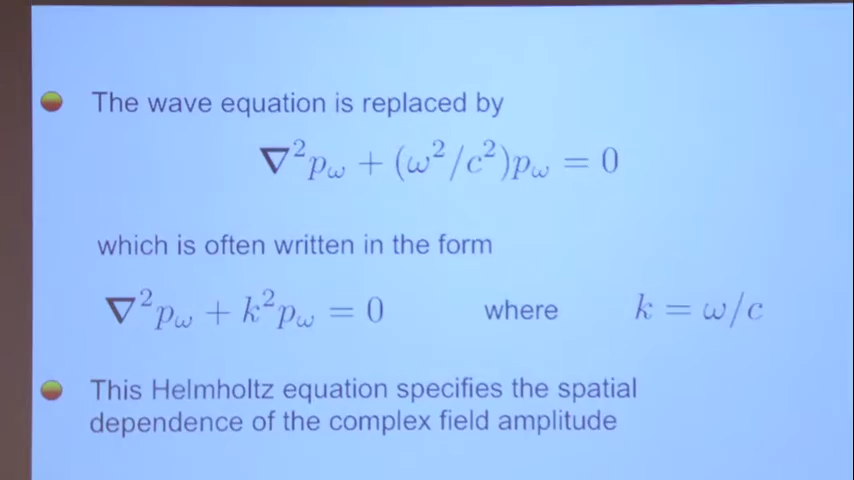 The wave equation is replaced by
∇²p_ω + (ω²/c²)p_ω = 0
which is often written in the form
∇²p_ω + k²p_ω = 0 where k = ω/c
This Helmholtz equation specifies the spatial
dependence of the complex field amplitude